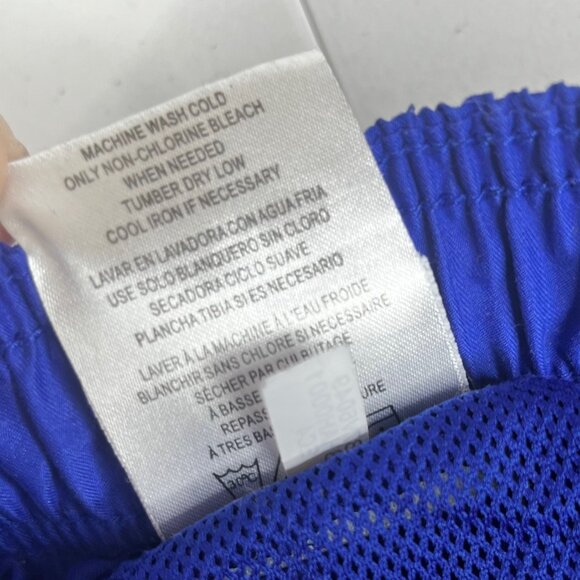 MACHINE WASH COLD
ONLY NON-CHLORINE BLEACH
WHEN NEEDED
TUMBER DRY LOW
COOL IRON IF NECESSARY
LAVAR EN LAVADORA CON AGUA FRIA
USE SOLO BLANQUERO SIN CLORO
SECADORA CICLO SUAVE
PLANCHA TIBIA SI ES NECESARIO
LAVER À LA MACHINE À L'EAU FROIDE
BLANCHIR SANS CHLORE SI NECESSAIRE
SÉCHER PAR CULBUTAGE
À BASSE
À TRES BAS
30°C